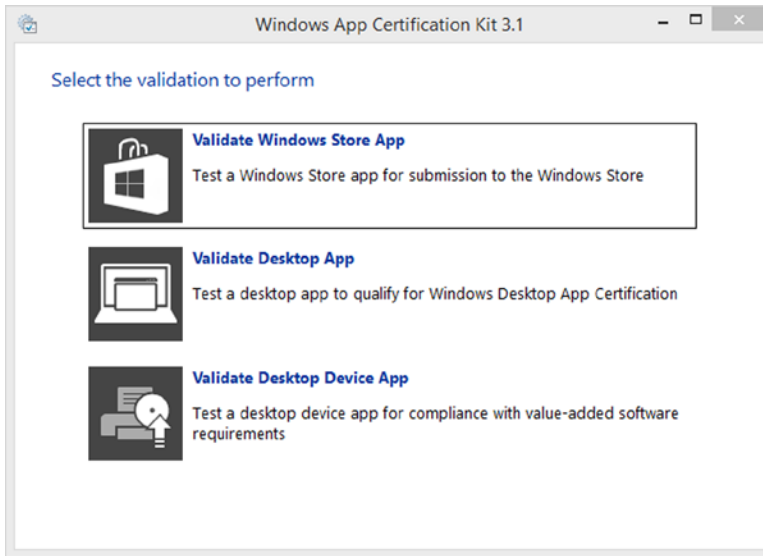 Windows App Certification Kit 3.1
Select the validation to perform
Validate Windows Store App
Test a Windows Store app for submission to the Windows Store
Validate Desktop App
Test a desktop app to qualify for Windows Desktop App Certification
Validate Desktop Device App
Test a desktop device app for compliance with value-added software
requirements